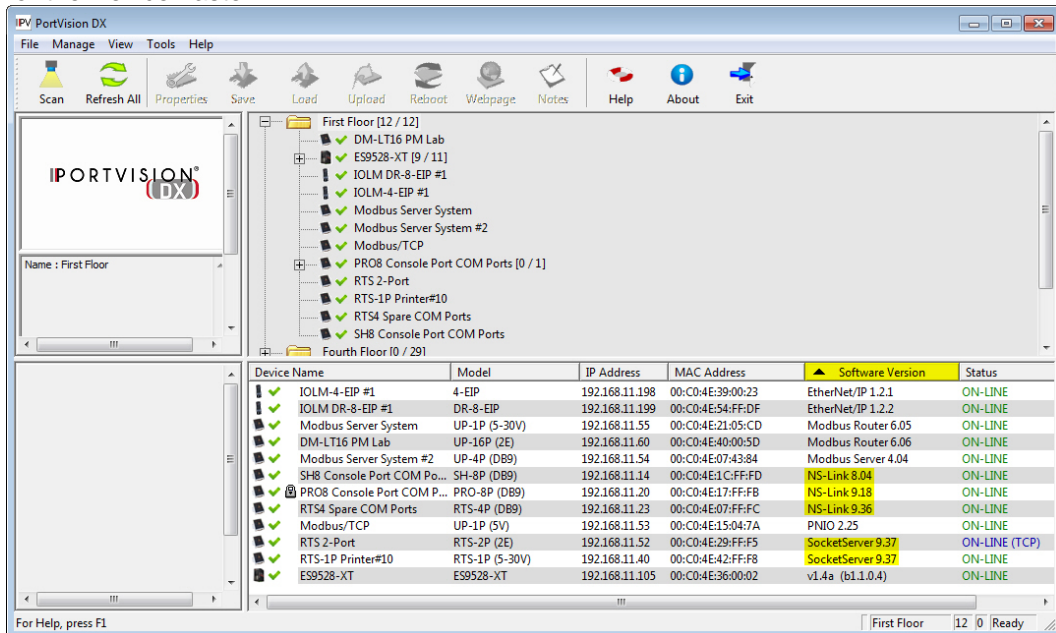 PortVision DX
File Manage View Tools Help
Scan Refresh All Properties Save Load Upload Reboot Webpage Notes Help About Exit
PORTVISION®
DX
Name : First Floor
First Floor [12 / 12]
DM-LT16 PM Lab
ES9528-XT [9 / 11]
IOLM DR-8-EIP #1
IOLM-4-EIP #1
Modbus Server System
Modbus Server System #2
Modbus/TCP
PRO8 Console Port COM Ports [0 / 1]
RTS 2-Port
RTS-1P Printer#10
RTS4 Spare COM Ports
SH8 Console Port COM Ports
Fourth Floor [0 / 29]
Device Name Model IP Address MAC Address Software Version Status
IOLM-4-EIP #1 4-EIP 192.168.11.198 00:C0:4E:39:00:23 EtherNet/IP 1.2.1 ON-LINE
IOLM DR-8-EIP #1 DR-8-EIP 192.168.11.199 00:C0:4E:54:FF:DF EtherNet/IP 1.2.2 ON-LINE
Modbus Server System UP-1P (5-30V) 192.168.11.55 00:C0:4E:21:05:CD Modbus Router 6.05 ON-LINE
DM-LT16 PM Lab UP-16P (2E) 192.168.11.60 00:C0:4E:40:00:5D Modbus Router 6.06 ON-LINE
Modbus Server System #2 UP-4P (DB9) 192.168.11.54 00:C0:4E:07:43:84 Modbus Server 4.04 ON-LINE
SH8 Console Port COM Po... SH-8P (DB9) 192.168.11.14 00:C0:4E:1C:FF:FD NS-Link 8.04 ON-LINE
PRO8 Console Port COM P... PRO-8P (DB9) 192.168.11.20 00:C0:4E:17:FF:FB NS-Link 9.18 ON-LINE
RTS4 Spare COM Ports RTS-4P (DB9) 192.168.11.23 00:C0:4E:07:FF:FC NS-Link 9.36 ON-LINE
Modbus/TCP UP-1P (5V) 192.168.11.53 00:C0:4E:15:04:7A PNIO 2.25 ON-LINE
RTS 2-Port RTS-2P (2E) 192.168.11.52 00:C0:4E:29:FF:F5 SocketServer 9.37 ON-LINE (TCP)
RTS-1P Printer#10 RTS-1P (5-30V) 192.168.11.40 00:C0:4E:42:FF:F8 SocketServer 9.37 ON-LINE
ES9528-XT ES9528-XT 192.168.11.105 00:C0:4E:36:00:02 v1.4a (b1.1.0.4) ON-LINE
For Help, press F1 First Floor 12 0 Ready